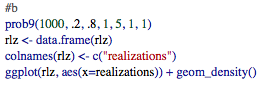 #b
prob9(1000, .2, .8, 1, 5, 1, 1)
rlz <- data.frame(rlz)
colnames(rlz) <- c("realizations")
ggplot(rlz, aes(x=realizations)) + geom_density()